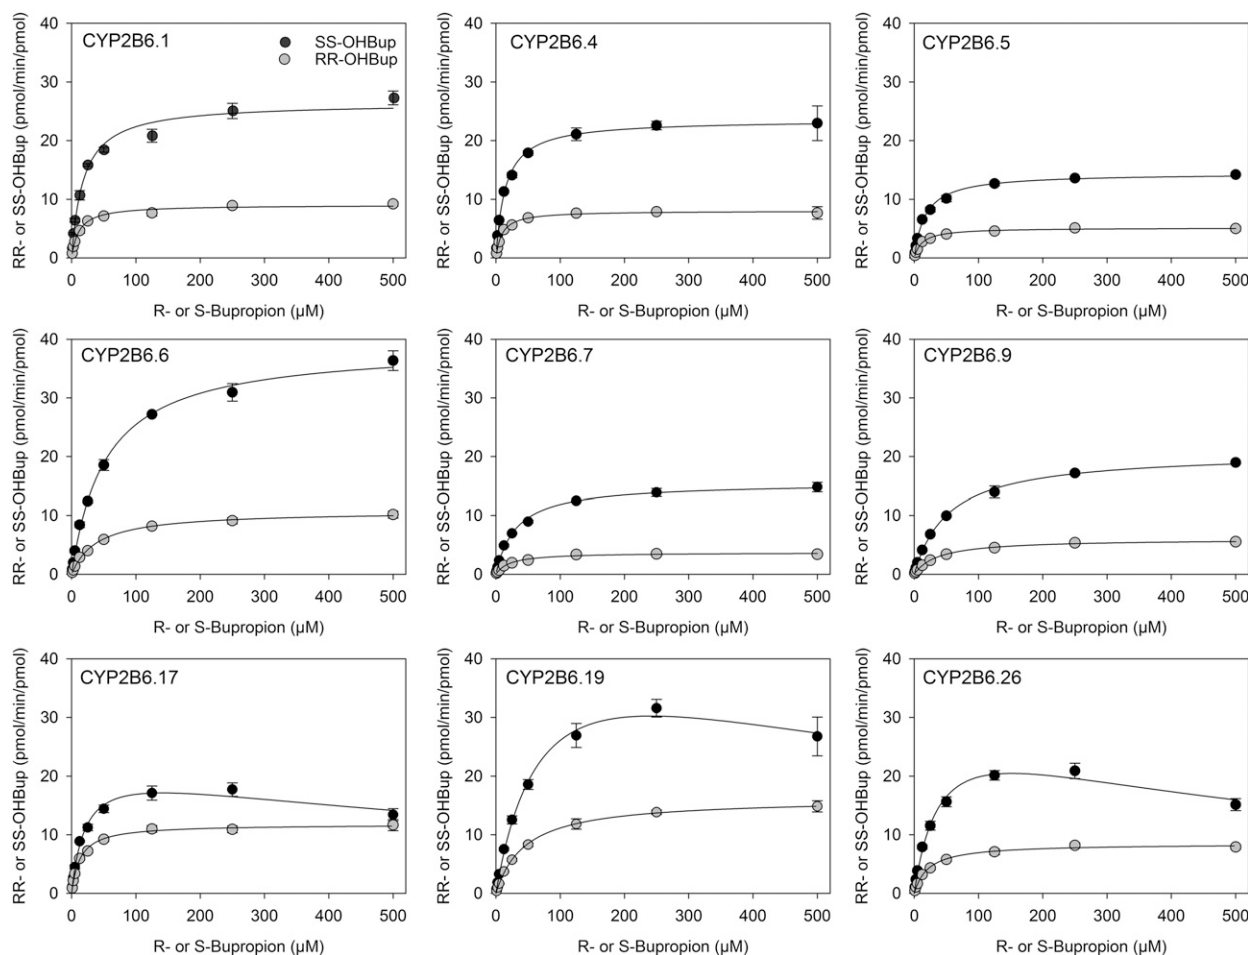 CYP2B6.1
SS-OHBup
RR-OHBup
RR- or SS-OHBup (pmol/min/pmol)
40
30
20
10
0
0 100 200 300 400 500
R- or S-Bupropion (µM)
CYP2B6.4
RR- or SS-OHBup (pmol/min/pmol)
40
30
20
10
0
0 100 200 300 400 500
R- or S-Bupropion (µM)
CYP2B6.5
RR- or SS-OHBup (pmol/min/pmol)
40
30
20
10
0
0 100 200 300 400 500
R- or S-Bupropion (µM)
CYP2B6.6
RR- or SS-OHBup (pmol/min/pmol)
40
30
20
10
0
0 100 200 300 400 500
R- or S-Bupropion (µM)
CYP2B6.7
RR- or SS-OHBup (pmol/min/pmol)
40
30
20
10
0
0 100 200 300 400 500
R- or S-Bupropion (µM)
CYP2B6.9
RR- or SS-OHBup (pmol/min/pmol)
40
30
20
10
0
0 100 200 300 400 500
R- or S-Bupropion (µM)
CYP2B6.17
RR- or SS-OHBup (pmol/min/pmol)
40
30
20
10
0
0 100 200 300 400 500
R- or S-Bupropion (µM)
CYP2B6.19
RR- or SS-OHBup (pmol/min/pmol)
40
30
20
10
0
0 100 200 300 400 500
R- or S-Bupropion (µM)
CYP2B6.26
RR- or SS-OHBup (pmol/min/pmol)
40
30
20
10
0
0 100 200 300 400 500
R- or S-Bupropion (µM)